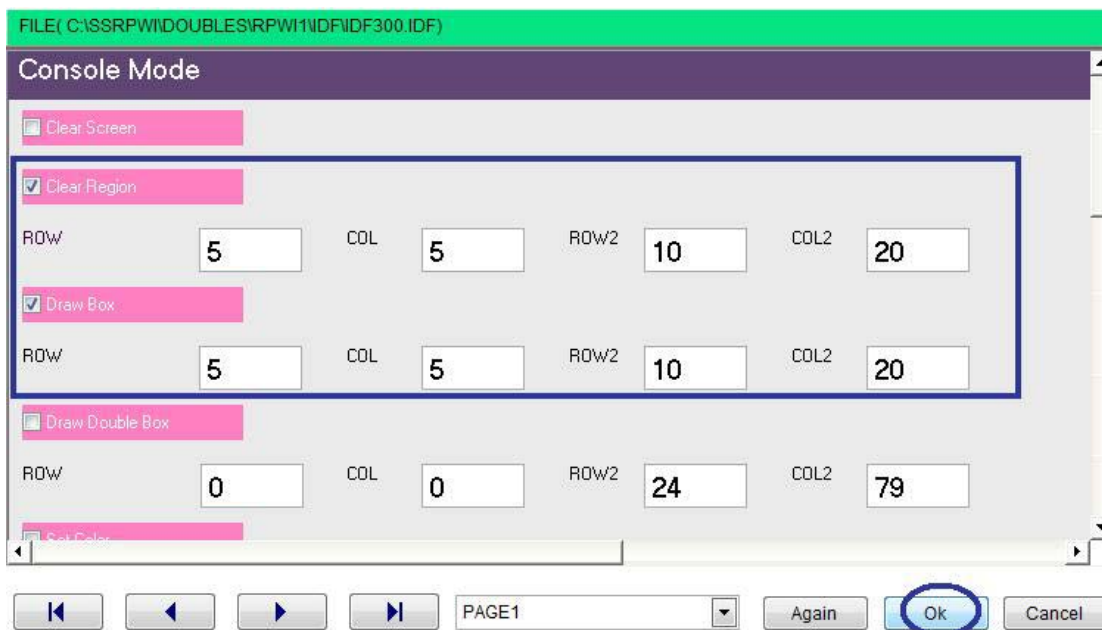 FILE( C:\SSRPWI\DOUBLES\RPWI1\IDF\IDF300.IDF)
Console Mode
Clear Screen
Clear Region
ROW 5 COL 5 ROW2 10 COL2 20
Draw Box
ROW 5 COL 5 ROW2 10 COL2 20
Draw Double Box
ROW 0 COL 0 ROW2 24 COL2 79
Set Color
PAGE1 Again Ok Cancel